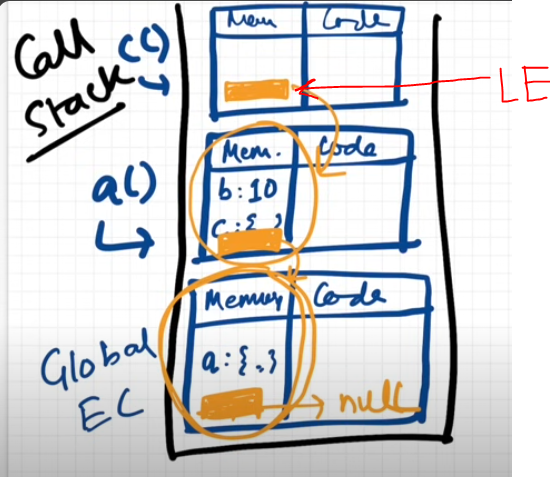 Call
Stack
c()
Mem Code
LE
a()
Mem. Code
b:10
c:{ }
Global
EC
Memory Code
a:{..}
null